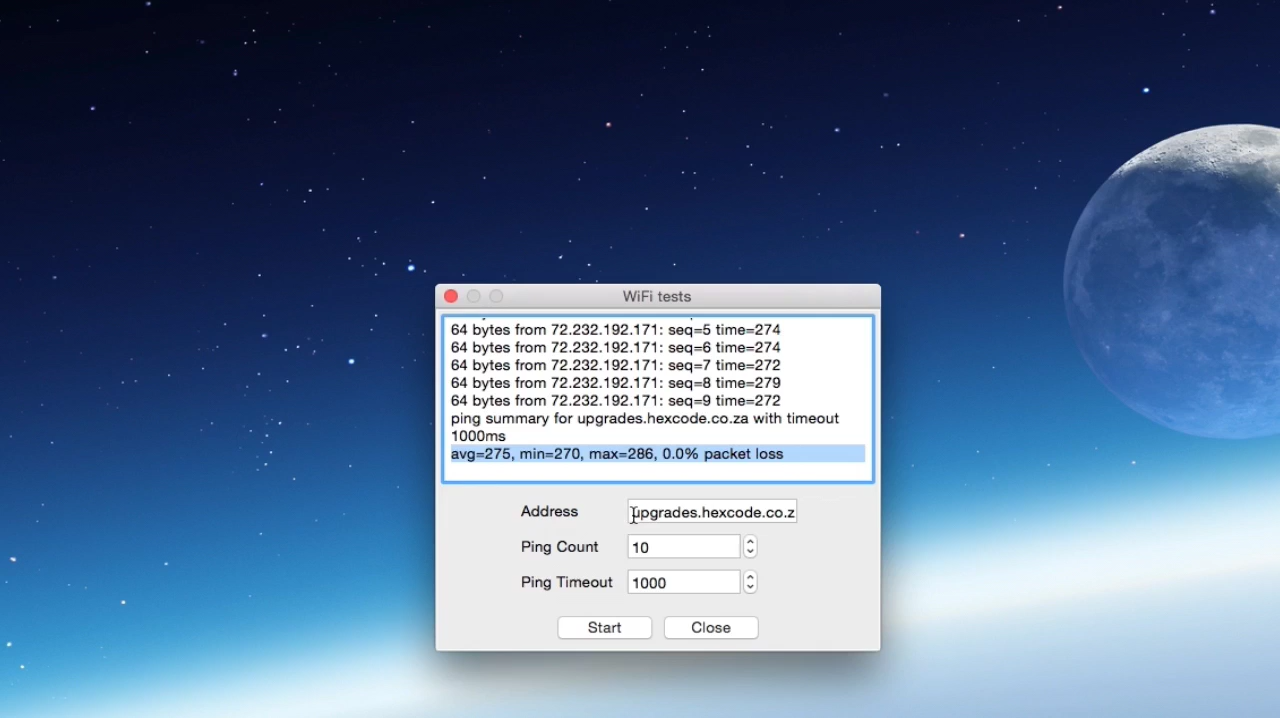 WiFi tests
64 bytes from 72.232.192.171: seq=5 time=274
64 bytes from 72.232.192.171: seq=6 time=274
64 bytes from 72.232.192.171: seq=7 time=272
64 bytes from 72.232.192.171: seq=8 time=279
64 bytes from 72.232.192.171: seq=9 time=272
ping summary for upgrades.hexcode.co.za with timeout
1000ms
avg=275, min=270, max=286, 0.0% packet loss
Address upgrades.hexcode.co.z
Ping Count 10
Ping Timeout 1000
Start Close